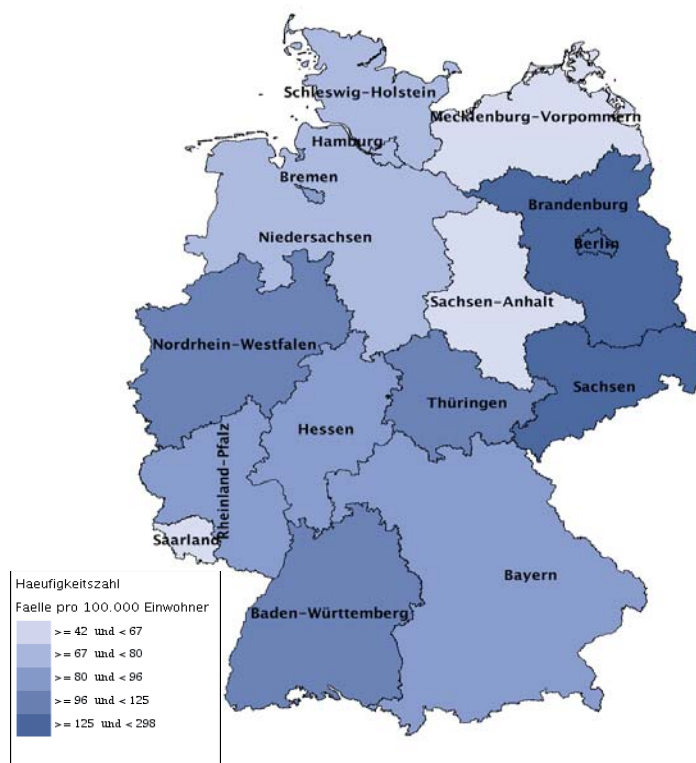 Schleswig-Holstein
Mecklenburg-Vorpommern
Hamburg
Bremen
Brandenburg
Niedersachsen
Berlin
Sachsen-Anhalt
Nordrhein-Westfalen
Sachsen
Thüringen
Hessen
Rheinland-Pfalz
Saarland
Bayern
Baden-Württemberg
Haeufigkeitszahl
Faelle pro 100.000 Einwohner
>= 42 und < 67
>= 67 und < 80
>= 80 und < 96
>= 96 und < 125
>= 125 und < 298